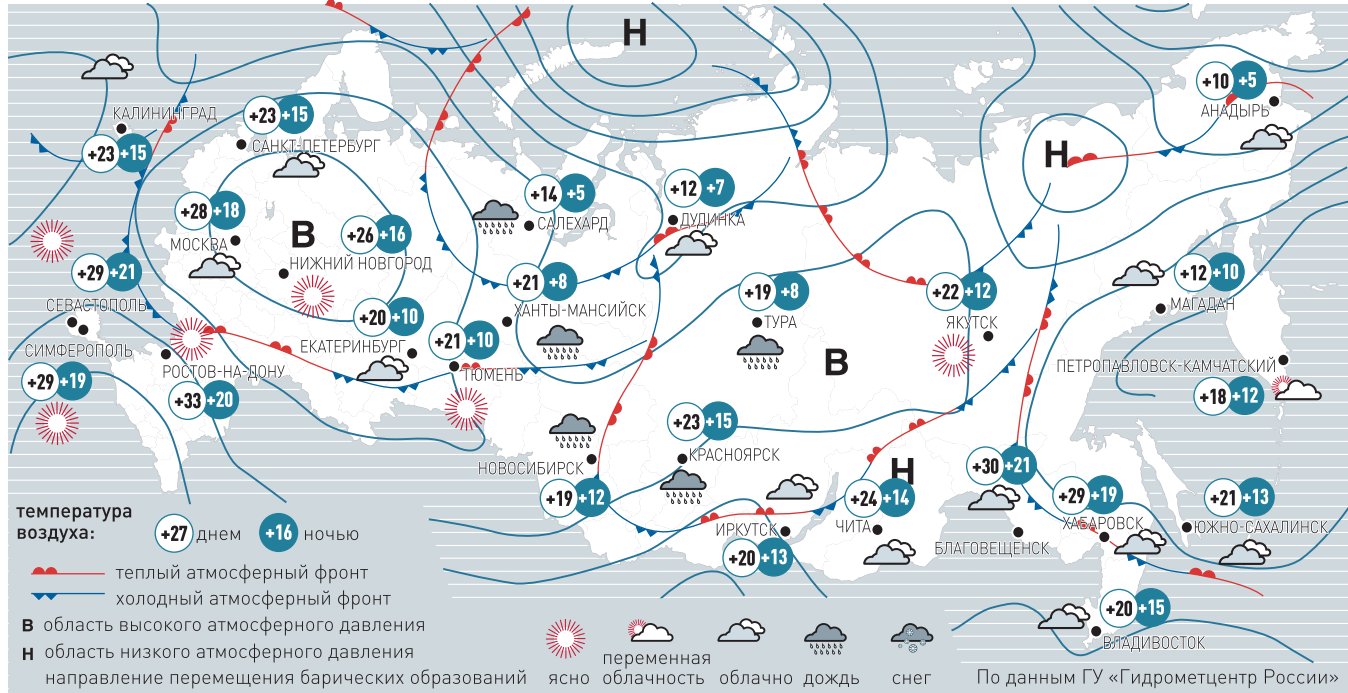 Н
+10 +5
АНАДЫРЬ
КАЛИНИНГРАД
+23 +15
+23 +15
САНКТ-ПЕТЕРБУРГ
Н
+14 +5
САЛЕХАРД
+12 +7
ДУДИНКА
+28 +18
МОСКВА
В
+26 +16
НИЖНИЙ НОВГОРОД
+29 +21
СЕВАСТОПОЛЬ
+21 +8
ХАНТЫ-МАНСИЙСК
+19 +8
ТУРА
+22 +12
ЯКУТСК
+12 +10
МАГАДАН
+20 +10
ЕКАТЕРИНБУРГ
+21 +10
ТЮМЕНЬ
В
СИМФЕРОПОЛЬ
+29 +19
РОСТОВ-НА-ДОНУ
+33 +20
ПЕТРОПАВЛОВСК-КАМЧАТСКИЙ
+18 +12
+23 +15
КРАСНОЯРСК
НОВОСИБИРСК
+19 +12
Н
+24 +14
ЧИТА
ИРКУТСК
+20 +13
+30 +21
БЛАГОВЕЩЕНСК
+29 +19
ХАБАРОВСК
+21 +13
ЮЖНО-САХАЛИНСК
+20 +15
ВЛАДИВОСТОК
температура
воздуха:
+27 днем
+16 ночью
теплый атмосферный фронт
холодный атмосферный фронт
В область высокого атмосферного давления
Н область низкого атмосферного давления
направление перемещения барических образований
ясно
переменная
облачность
облачно
дождь
снег
По данным ГУ «Гидрометцентр России»